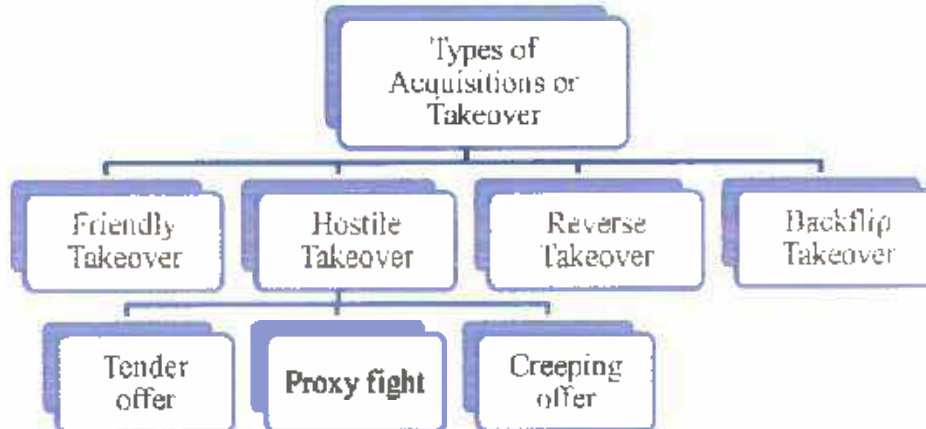 Types of
Acquisitions or
Takeover
Friendly
Takeover
Hostile
Takeover
Reverse
Takeover
Backflip
Takeover
Tender
offer
Proxy fight
Creeping
offer